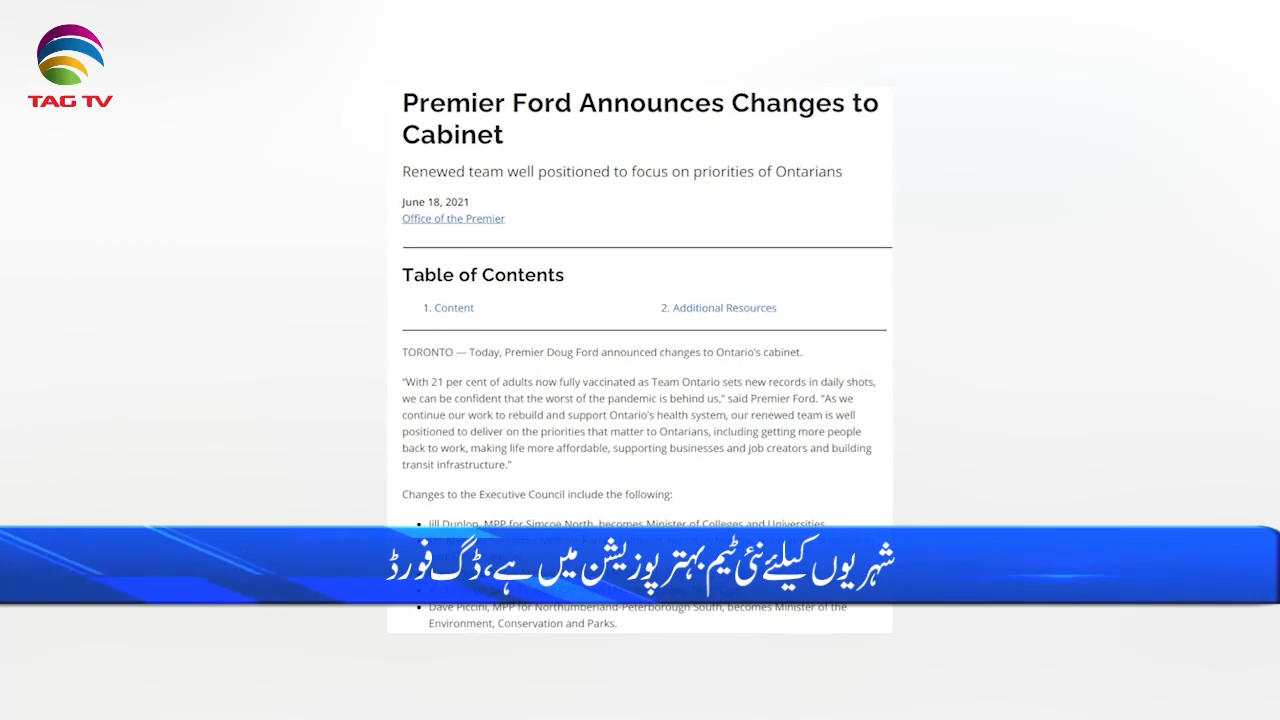 TAG TV
Premier Ford Announces Changes to
Cabinet
Renewed team well positioned to focus on priorities of Ontarians
June 18, 2021
Office of the Premier
Table of Contents
1. Content
2. Additional Resources
TORONTO — Today, Premier Doug Ford announced changes to Ontario’s cabinet.
“With 21 per cent of adults now fully vaccinated as Team Ontario sets new records in daily shots,
we can be confident that the worst of the pandemic is behind us,” said Premier Ford. “As we
continue our work to rebuild and support Ontario’s health system, our renewed team is well
positioned to deliver on the priorities that matter to Ontarians, including getting more people
back to work, making life more affordable, supporting businesses and job creators and building
transit infrastructure.”
Changes to the Executive Council include the following:
• Jill Dunlop, MPP for Simcoe North, becomes Minister of Colleges and Universities.
شہریوں کیلئے نئی ٹیم بہتر پوزیشن میں ہے، ڈگ فورڈ
• Dave Piccini, MPP for Northumberland-Peterborough South, becomes Minister of the
Environment, Conservation and Parks.